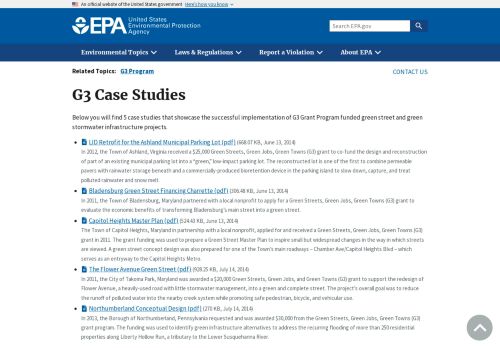 An official website of the United States government Here's how you know
EPA United States
Environmental Protection
Agency
Search EPA.gov
Environmental Topics Laws & Regulations Report a Violation About EPA
Related Topics: G3 Program CONTACT US
G3 Case Studies
Below you will find 5 case studies that showcase the successful implementation of G3 Grant Program funded green street and green
stormwater infrastructure projects.
LID Retrofit for the Ashland Municipal Parking Lot (pdf) (668.07 KB, June 13, 2014)
In 2012, the Town of Ashland, Virginia received a $25,000 Green Streets, Green Jobs, Green Towns (G3) grant to co-fund the design and reconstruction
of part of an existing municipal parking lot into a "green," low-impact parking lot. The reconstructed lot is one of the first to combine permeable
pavers with rainwater storage beneath and a commercially-produced bioretention device in the parking island to slow down, capture, and treat
polluted rainwater and snow melt.
Bladensburg Green Street Financing Charrette (pdf) (306.48 KB, June 13, 2014)
In 2011, the Town of Bladensburg, Maryland partnered with a local nonprofit to apply for a Green Streets, Green Jobs, Green Towns (G3) grant to
evaluate the economic benefits of transforming Bladensburg's main street into a green street.
Capitol Heights Master Plan (pdf) (524.43 KB, June 13, 2014)
The Town of Capitol Heights, Maryland in partnership with a local nonprofit, applied for and received a Green Streets, Green Jobs, Green Towns (G3)
grant in 2011. The grant funding was used to prepare a Green Street Master Plan to inspire small but widespread changes in the way in which streets
are viewed. A green street concept design was also prepared for one of the Town's main roadways – Chamber Ave/Capitol Heights Blvd – which
serves as an entryway to the Capitol Heights Metro.
The Flower Avenue Green Street (pdf) (928.25 KB, July 14, 2014)
In 2011, the City of Takoma Park, Maryland was awarded a $20,000 Green Streets, Green Jobs, and Green Towns (G3) grant to support the redesign of
Flower Avenue, a heavily-used road with little stormwater management, into a green and complete street. The project's overall goal was to reduce
the runoff of polluted water into the nearby creek while promoting safe pedestrian, bicycle, and vehicular use.
Northumberland Conceptual Design (pdf) (270 KB, July 14, 2014)
In 2013, the Borough of Northumberland, Pennsylvania requested and was awarded $30,000 from the Green Streets, Green Jobs, Green Towns (G3)
grant program. The funding was used to identify green infrastructure alternatives to address the recurring flooding of more than 250 residential
properties along Liberty Hollow Run, a tributary to the Lower Susquehanna River.